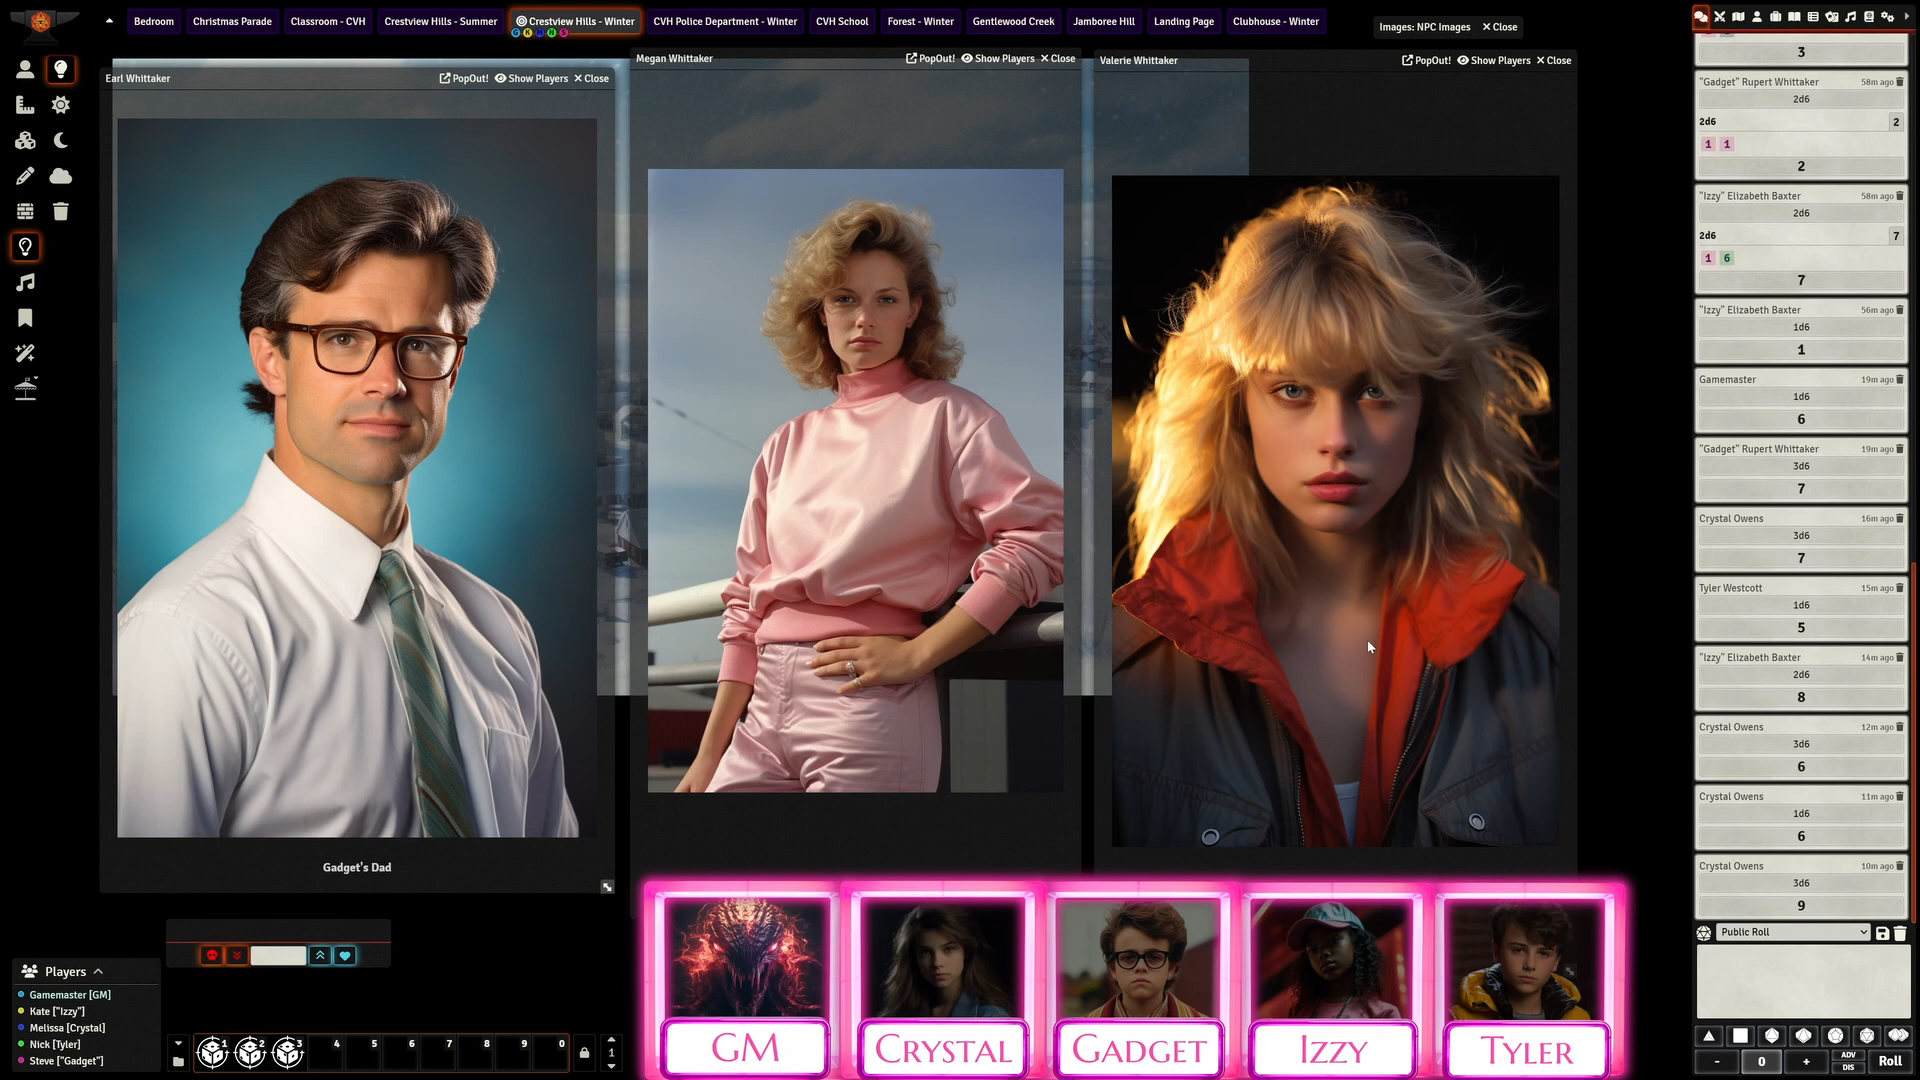 Bedroom
Christmas Parade
Classroom - CVH
Crestview Hills - Summer
Crestview Hills - Winter
CVH Police Department - Winter
CVH School
Forest - Winter
Gentlewood Creek
Jamboree Hill
Landing Page
Clubhouse - Winter
Images: NPC Images
Close
G K M N S
Earl Whittaker
PopOut! Show Players Close
Megan Whittaker
PopOut! Show Players Close
Valerie Whittaker
PopOut! Show Players Close
Gadget's Dad
Players
Gamemaster [GM]
Kate ["Izzy"]
Melissa [Crystal]
Nick [Tyler]
Steve ["Gadget"]
1 2 3 4 5 6 7 8 9 0
1
GM
Crystal
Gadget
Izzy
Tyler
3
"Gadget" Rupert Whittaker 58m ago
2d6
2d6 2
1 1
2
"Izzy" Elizabeth Baxter 58m ago
2d6
2d6 7
1 6
7
"Izzy" Elizabeth Baxter 56m ago
1d6
1
Gamemaster 19m ago
1d6
6
"Gadget" Rupert Whittaker 19m ago
3d6
7
Crystal Owens 16m ago
3d6
7
Tyler Westcott 15m ago
1d6
5
"Izzy" Elizabeth Baxter 14m ago
2d6
8
Crystal Owens 12m ago
3d6
6
Crystal Owens 11m ago
1d6
6
Crystal Owens 10m ago
3d6
9
Public Roll
- 0 + ADV DIS Roll